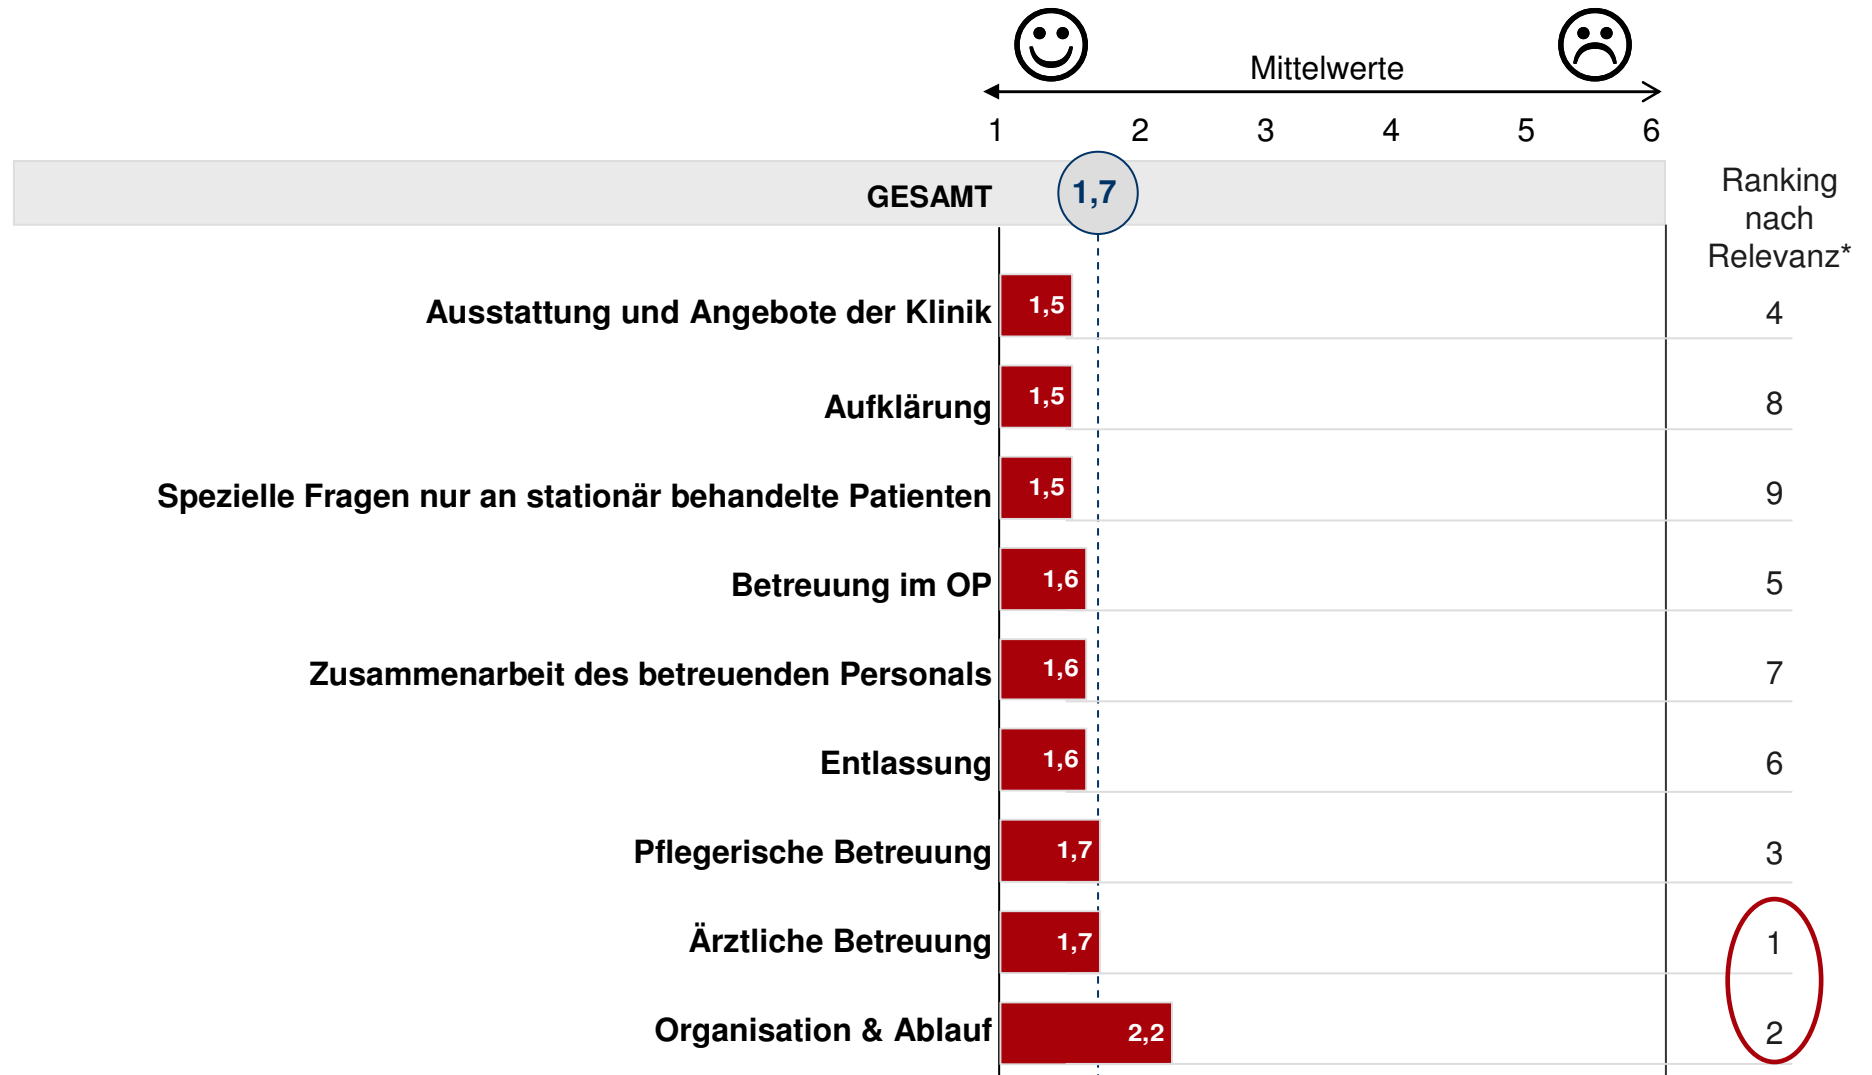 Mittelwerte
1 2 3 4 5 6
GESAMT 1,7
Ranking
nach
Relevanz*
Ausstattung und Angebote der Klinik 1,5 4
Aufklärung 1,5 8
Spezielle Fragen nur an stationär behandelte Patienten 1,5 9
Betreuung im OP 1,6 5
Zusammenarbeit des betreuenden Personals 1,6 7
Entlassung 1,6 6
Pflegerische Betreuung 1,7 3
Ärztliche Betreuung 1,7 1
Organisation & Ablauf 2,2 2